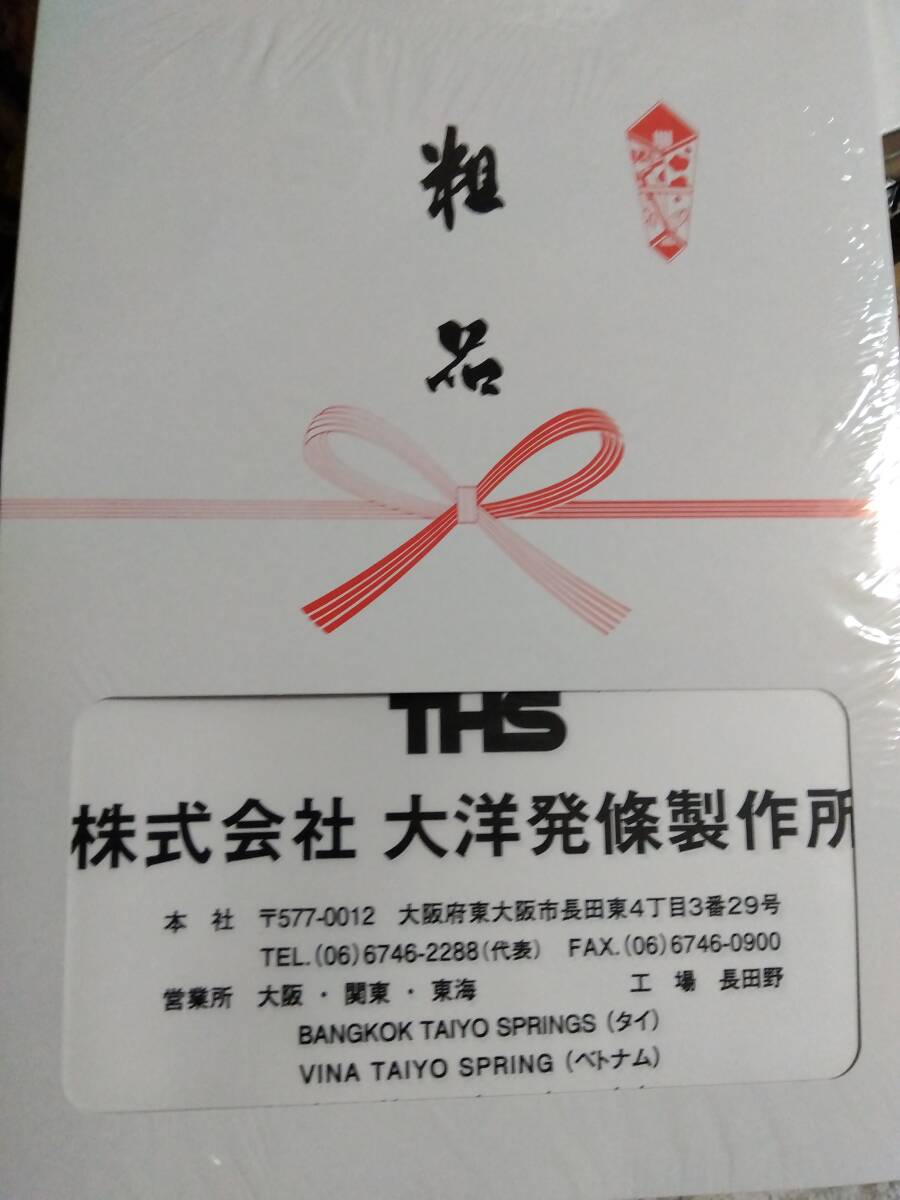 粗品
THS
株式会社 大洋発條製作所
本 社 〒577-0012 大阪府東大阪市長田東4丁目3番29号
TEL.(06)6746-2288(代表) FAX.(06)6746-0900
営業所 大阪・関東・東海 工 場 長田野
BANGKOK TAIYO SPRINGS (タイ)
VINA TAIYO SPRING (ベトナム)